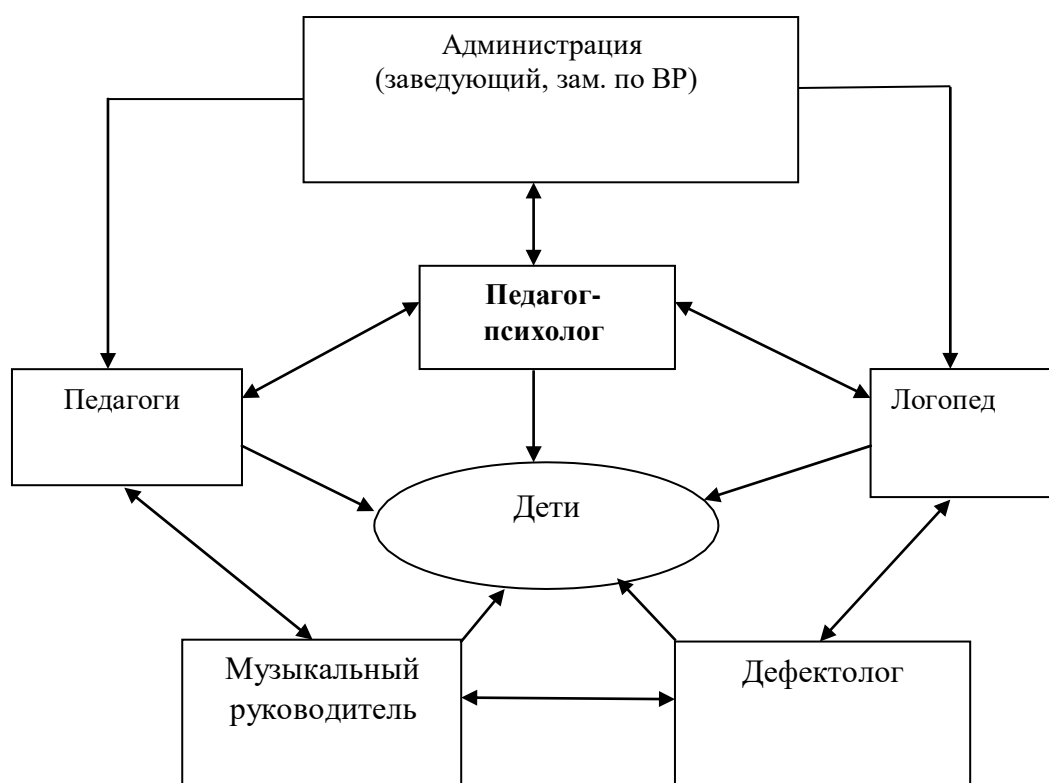 Администрация
(заведующий, зам. по ВР)
Педагог-
психолог
Педагоги
Логопед
Дети
Музыкальный
руководитель
Дефектолог